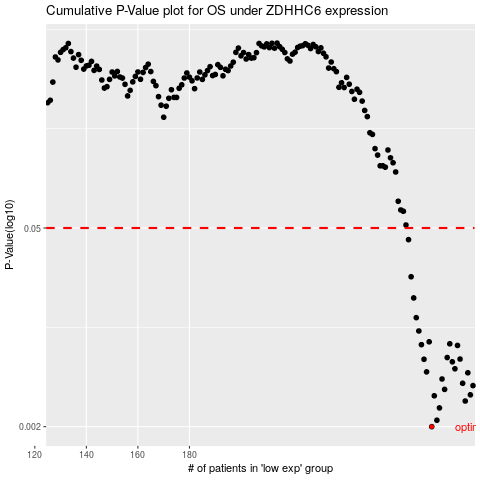 Cumulative P-Value plot for OS under ZDHHC6 expression
P-Value(log10)
0.05
0.002
optir
120 140 160 180
# of patients in 'low exp' group